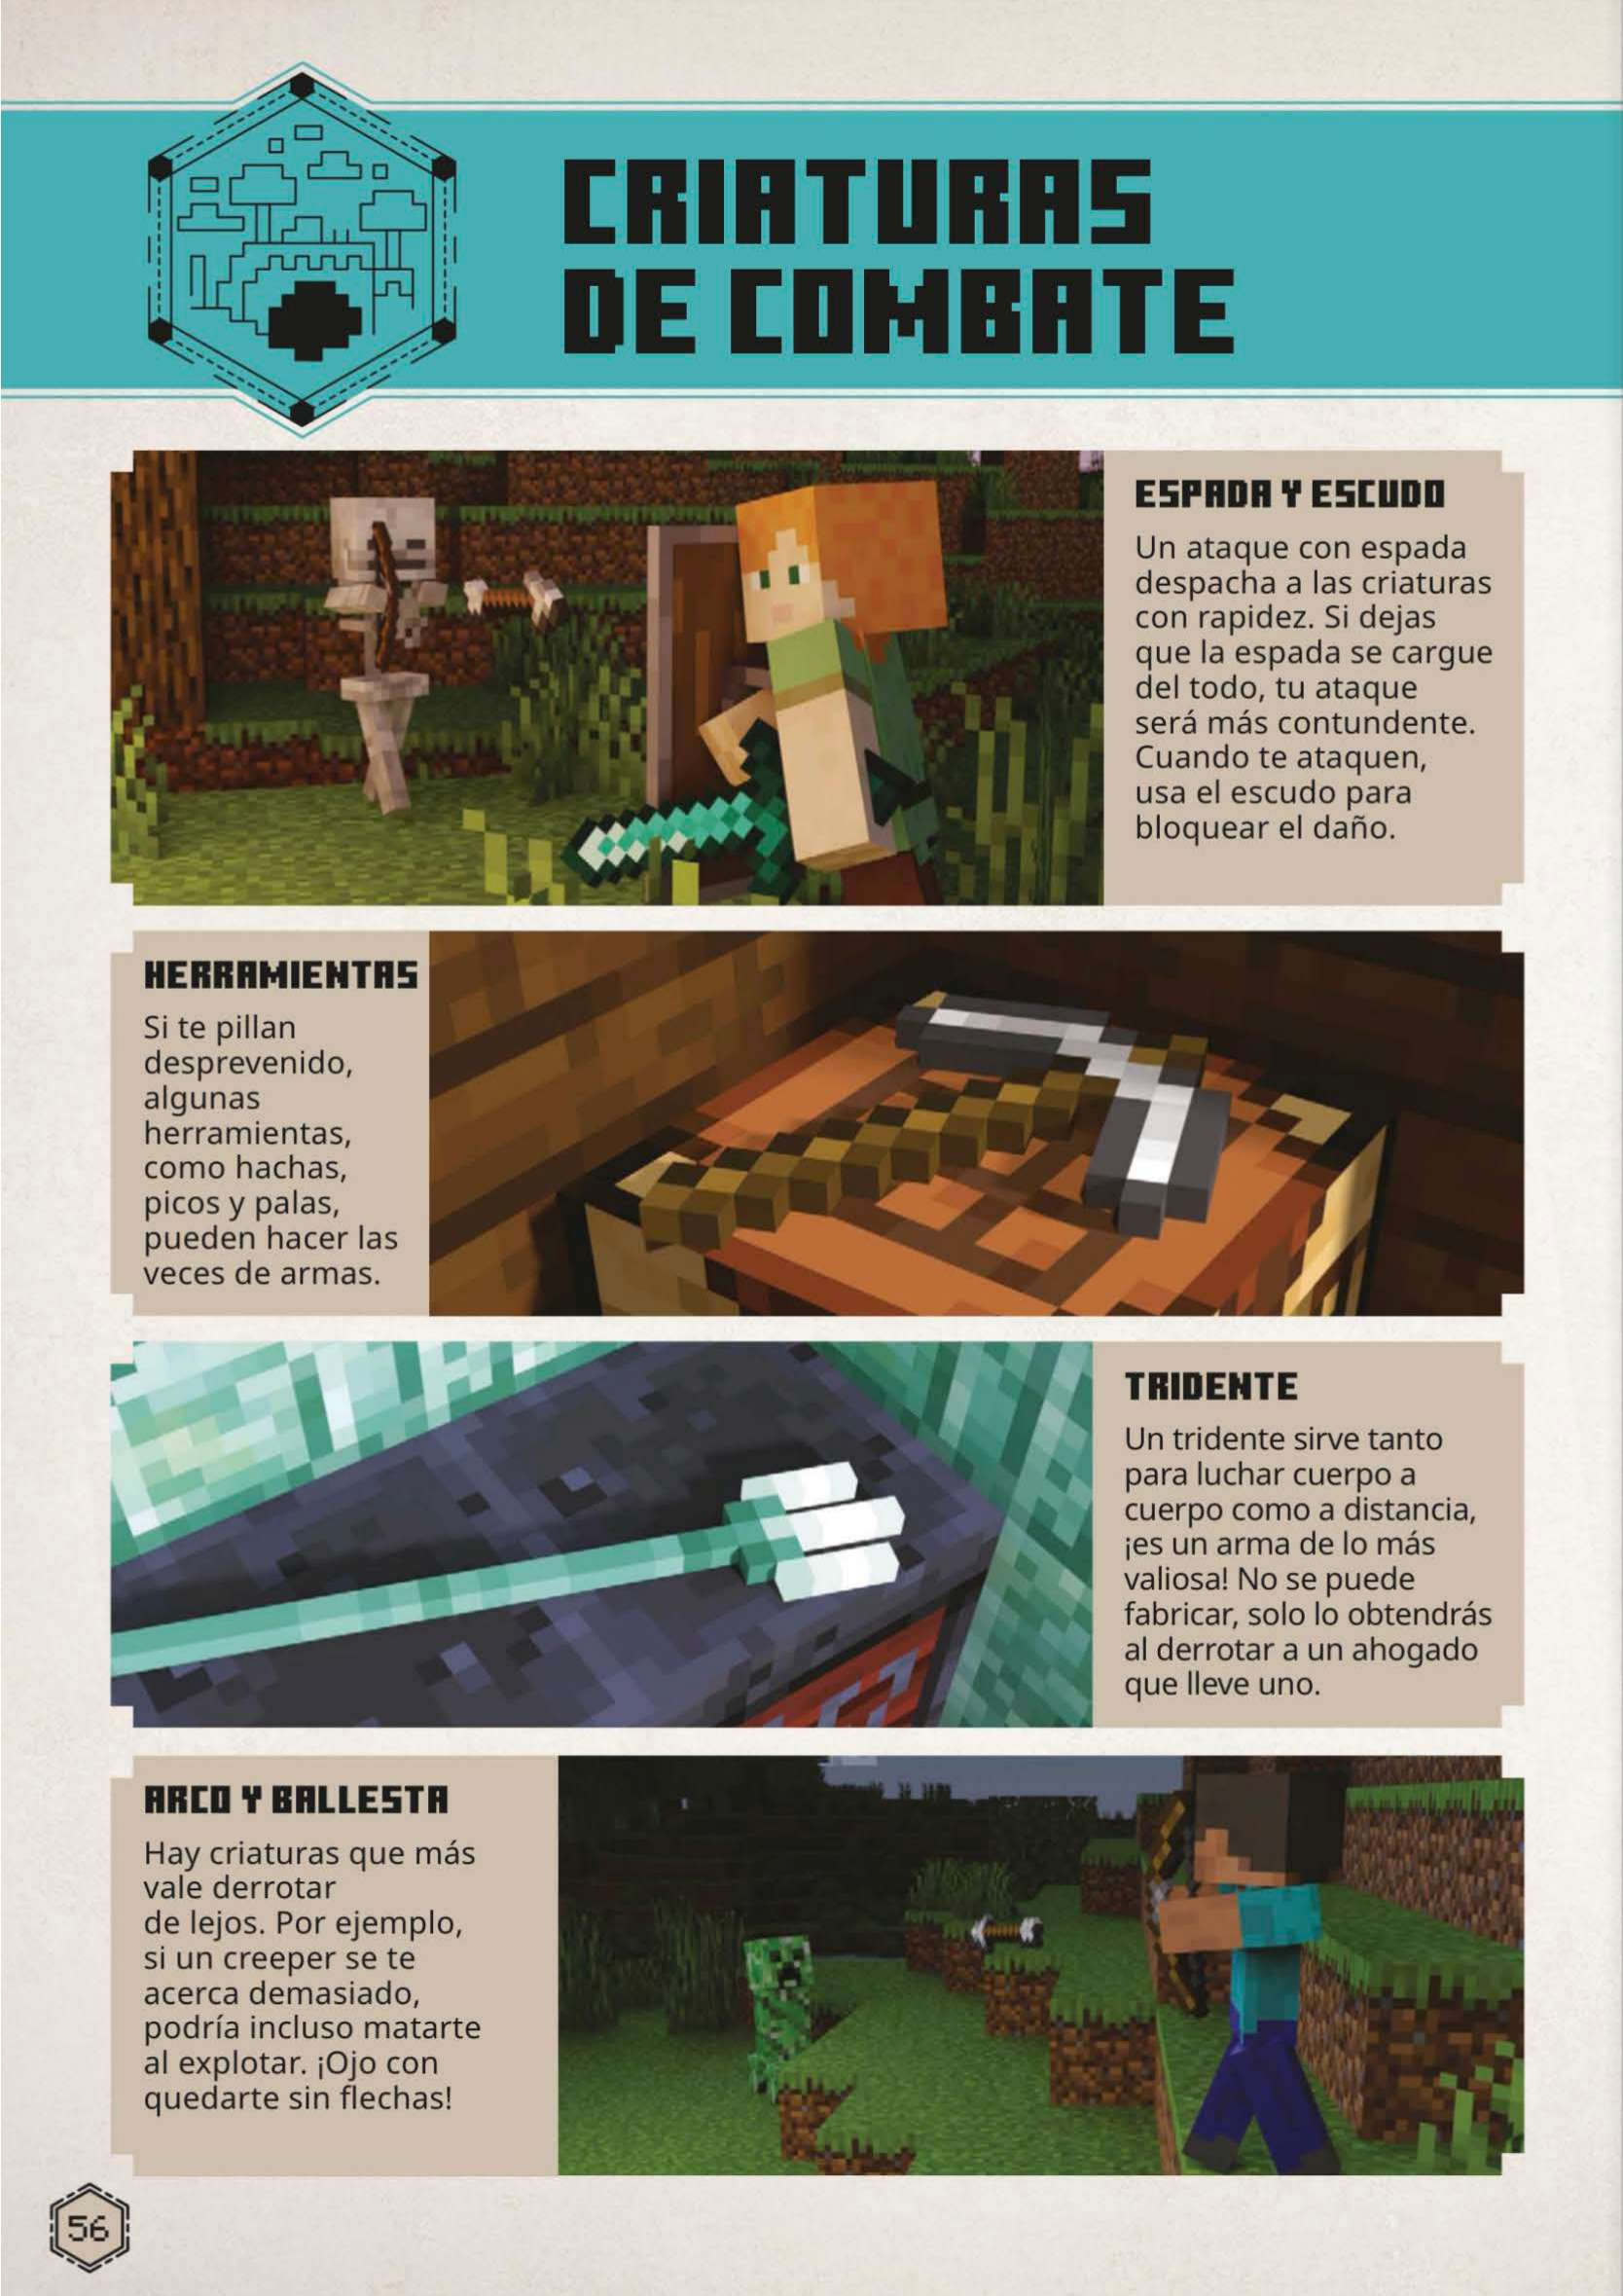 CRIATURAS
DE COMBATE
ESPADA Y ESCUDO
Un ataque con espada
despacha a las criaturas
con rapidez. Si dejas
que la espada se cargue
del todo, tu ataque
será más contundente.
Cuando te ataquen,
usa el escudo para
bloquear el daño.
HERRAMIENTAS
Si te pillan
desprevenido,
algunas
herramientas,
como hachas,
picos y palas,
pueden hacer las
veces de armas.
TRIDENTE
Un tridente sirve tanto
para luchar cuerpo a
cuerpo como a distancia,
¡es un arma de lo más
valiosa! No se puede
fabricar, solo lo obtendrás
al derrotar a un ahogado
que lleve uno.
ARCO Y BALLESTA
Hay criaturas que más
vale derrotar
de lejos. Por ejemplo,
si un creeper se te
acerca demasiado,
podría incluso matarte
al explotar. ¡Ojo con
quedarte sin flechas!
56